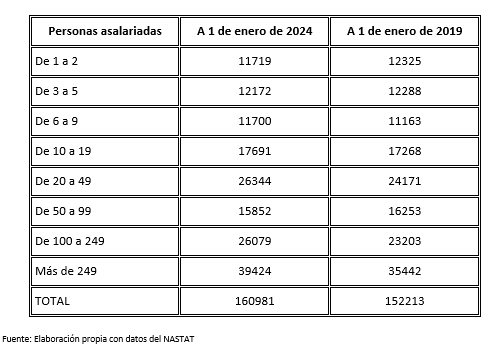 Personas asalariadas A 1 de enero de 2024 A 1 de enero de 2019
De 1 a 2 11719 12325
De 3 a 5 12172 12288
De 6 a 9 11700 11163
De 10 a 19 17691 17268
De 20 a 49 26344 24171
De 50 a 99 15852 16253
De 100 a 249 26079 23203
Más de 249 39424 35442
TOTAL 160981 152213
Fuente: Elaboración propia con datos del NASTAT